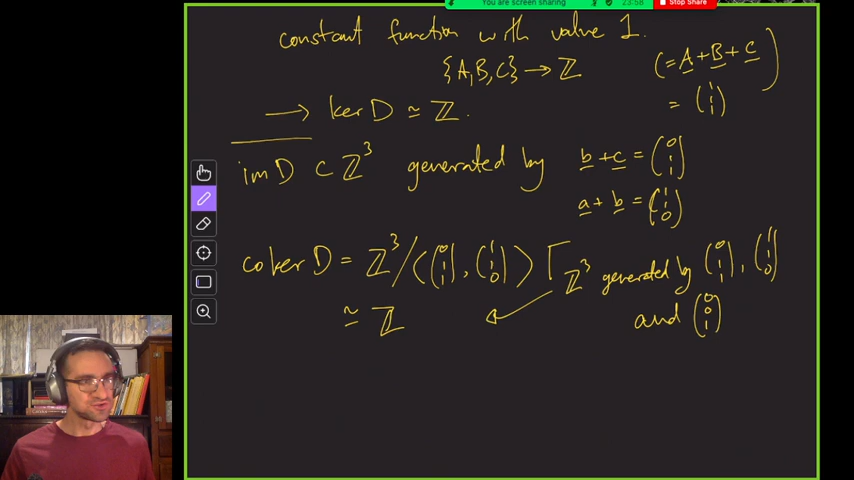 You are screen sharing 23:58 Stop Share
constant function with value 1.
{A,B,C} → ℤ (= A + B + C)
→ ker D ≃ ℤ. = (1 1 1)
im D ⊂ ℤ³ generated by b + c = (0 1 1)
a + b = (1 1 0)
coker D = ℤ³/⟨(0 1 1), (1 1 0)⟩ [ℤ³ generated by (0 1 1), (1 1 0)
≃ ℤ ↙ and (0 0 1)